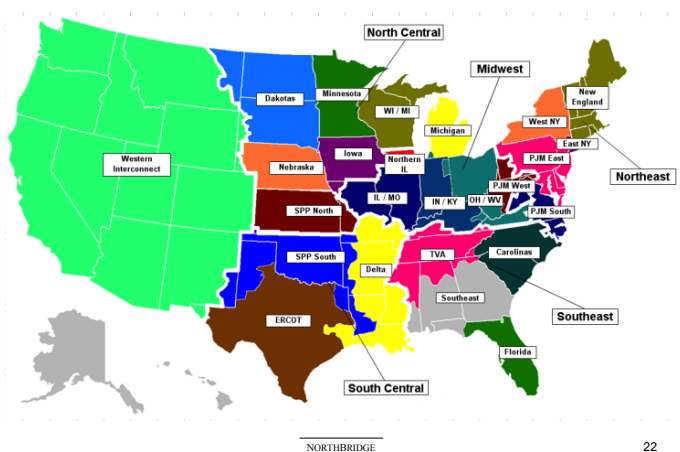 North Central
Midwest
Dakotas
Minnesota
WI / MI
New
England
Michigan
West NY
East NY
Western
Interconnect
Iowa
Northern
IL
PJM East
Northeast
Nebraska
PJM West
IL / MO
IN / KY
OH / WV
SPP North
PJM South
SPP South
Delta
TVA
Carolinas
Southeast
ERCOT
Southeast
Florida
South Central
NORTHBRIDGE
22